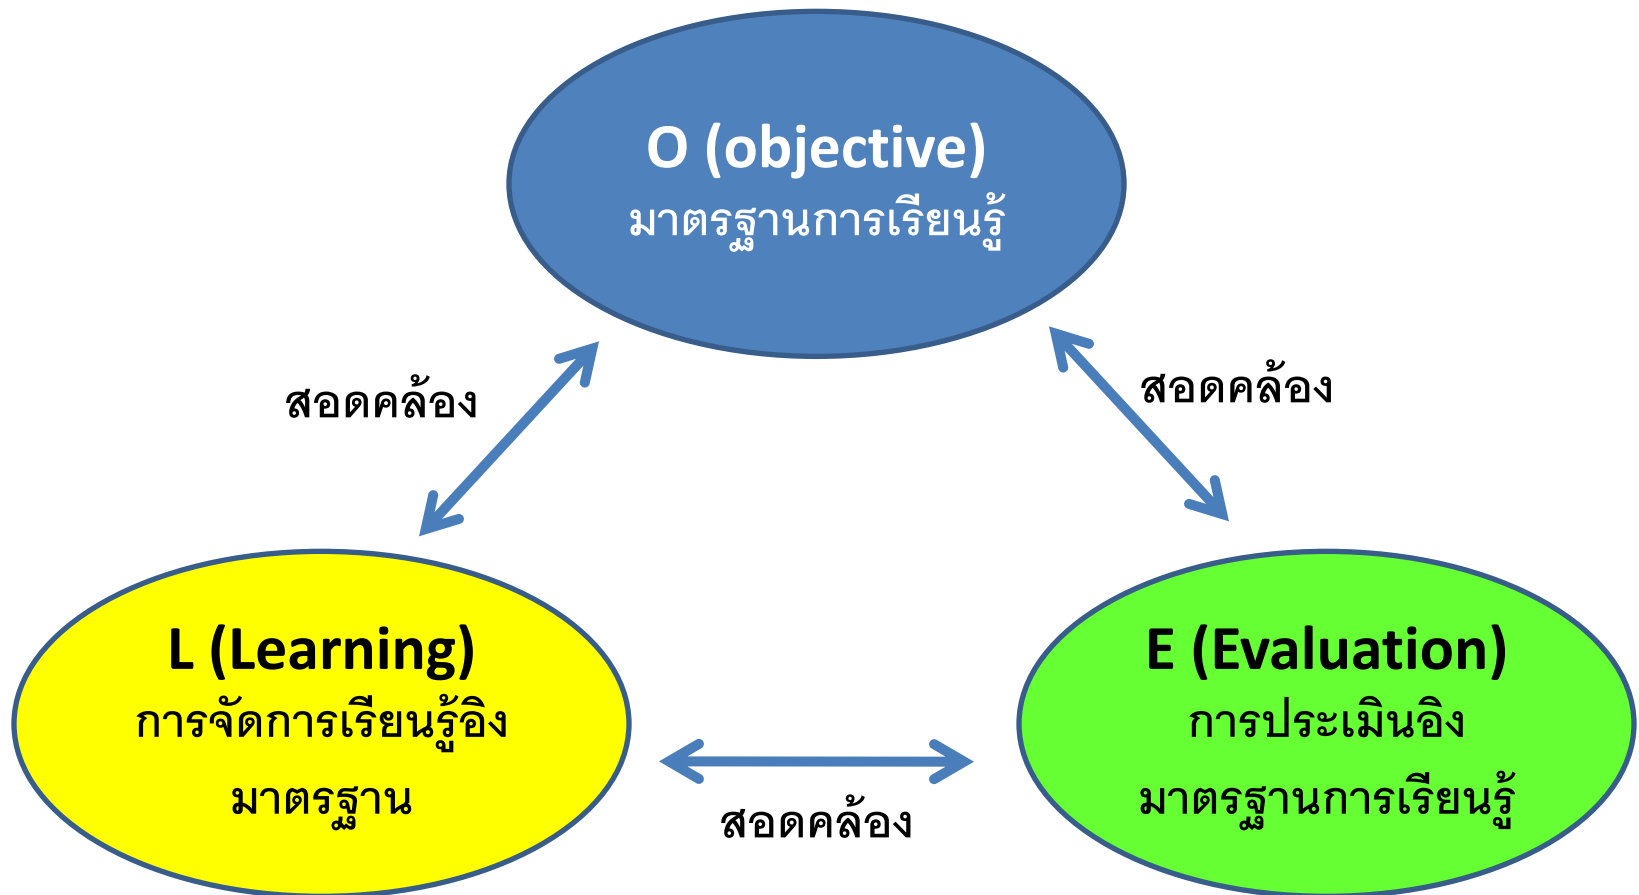 O (objective)
มาตรฐานการเรียนรู้
สอดคล้อง
สอดคล้อง
L (Learning)
การจัดการเรียนรู้อิง
มาตรฐาน
E (Evaluation)
การประเมินอิง
มาตรฐานการเรียนรู้
สอดคล้อง